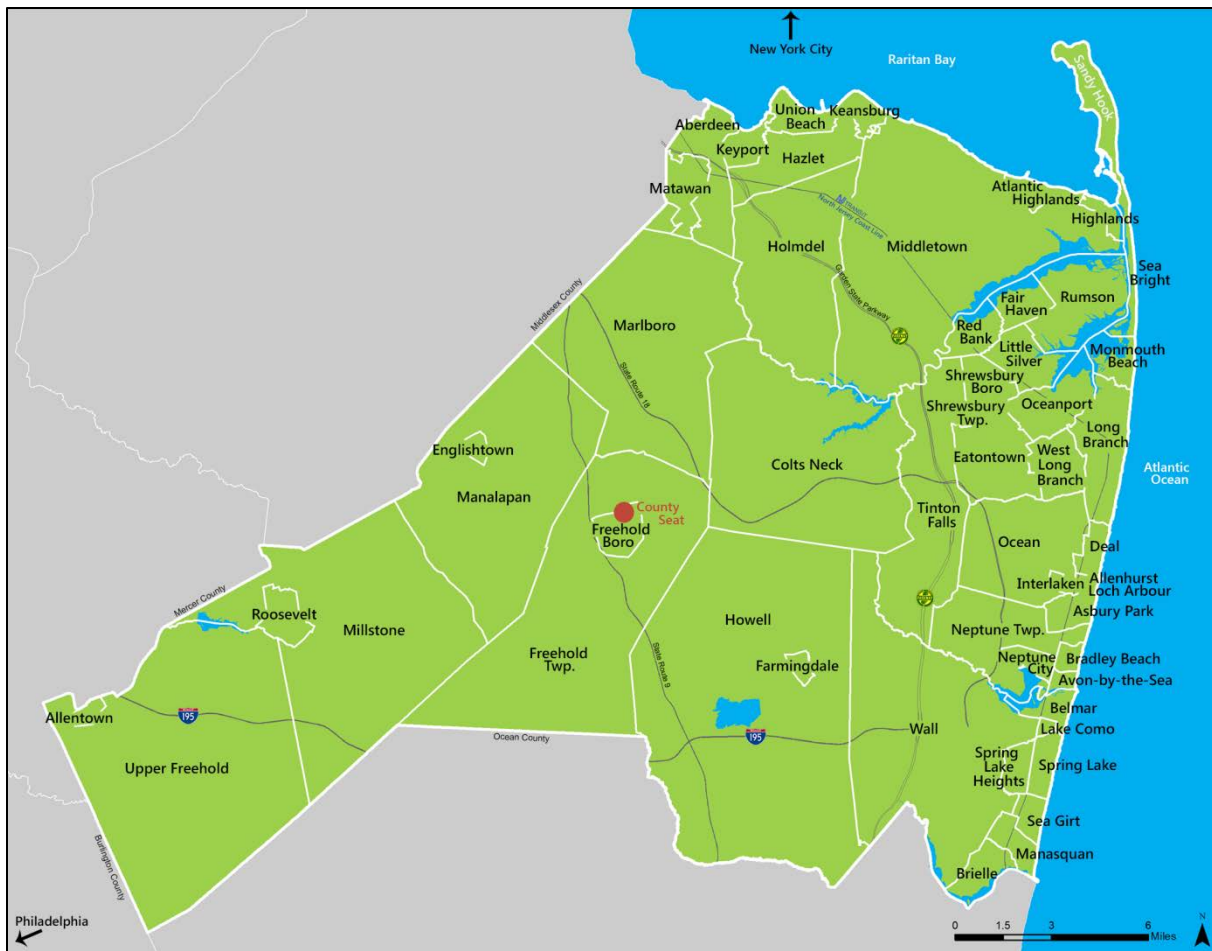 New York City
Raritan Bay
Sandy Hook
Union
Beach
Keansburg
Aberdeen
Keyport
Hazlet
Matawan
Atlantic
Highlands
Highlands
North Jersey Coast Line
Holmdel
Middletown
Garden State Parkway
Sea
Bright
Fair
Haven
Rumson
Middlesex County
Marlboro
Red
Bank
Little
Silver
Monmouth
Beach
State Route 18
Shrewsbury
Boro
Shrewsbury
Twp.
Oceanport
Long
Branch
Englishtown
Colts Neck
Eatontown
West
Long
Branch
Atlantic
Ocean
Manalapan
County
Seat
Freehold
Boro
Tinton
Falls
Ocean
Deal
Mercer County
Roosevelt
Millstone
Interlaken
Allenhurst
Loch Arbour
Asbury Park
Howell
Neptune Twp.
Freehold
Twp.
State Route 9
Farmingdale
Neptune
City
Bradley Beach
Avon-by-the-Sea
Belmar
Allentown
195
Ocean County
195
Wall
Lake Como
Upper Freehold
Spring
Lake
Heights
Spring Lake
Sea Girt
Manasquan
Brielle
Burlington County
Philadelphia
0 1.5 3 6
Miles
N